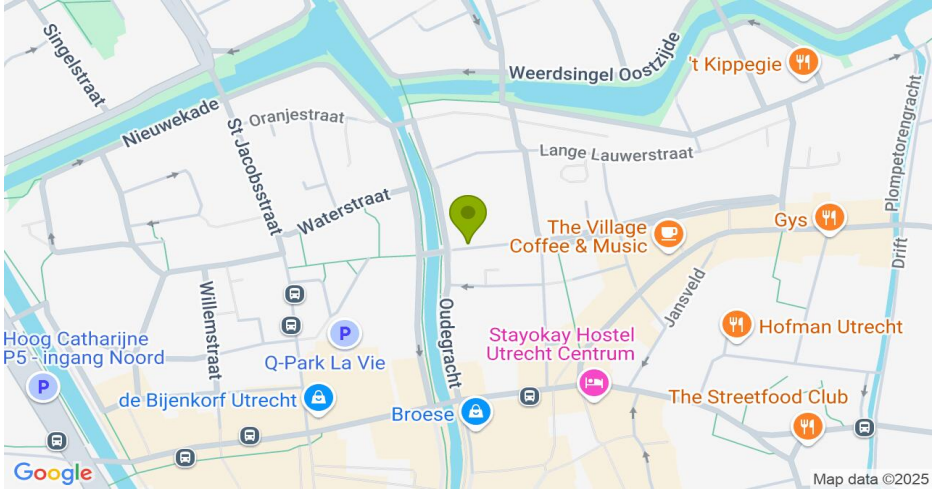 Singelstraat
Weerdsingel Oostzijde
't Kippegie
Nieuwekade
Oranjestraat
St Jacobsstraat
Lange Lauwerstraat
Plompetorengracht
Waterstraat
The Village
Coffee & Music
Gys
Drift
Willemstraat
Oudegracht
Jansveld
Hoog Catharijne
P5 - ingang Noord
P
P
Q-Park La Vie
Stayokay Hostel
Utrecht Centrum
Hofman Utrecht
de Bijenkorf Utrecht
Broese
The Streetfood Club
Google
Map data ©2025